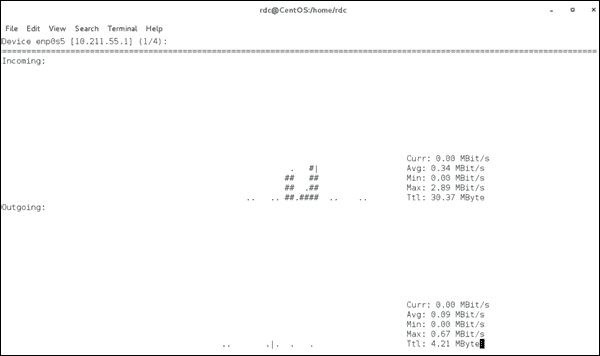 rdc@CentOS:/home/rdc
File Edit View Search Terminal Help
Device enp0s5 [10.211.55.1] (1/4):
================================================================================
Incoming:
Curr: 0.00 MBit/s
. #| Avg: 0.34 MBit/s
## ## Min: 0.00 MBit/s
## .## Max: 2.89 MBit/s
.. .. ##.#### .. .. Ttl: 30.37 MByte
Outgoing:
Curr: 0.00 MBit/s
Avg: 0.09 MBit/s
Min: 0.00 MBit/s
Max: 0.67 MBit/s
.. .|. . . Ttl: 4.21 MByte